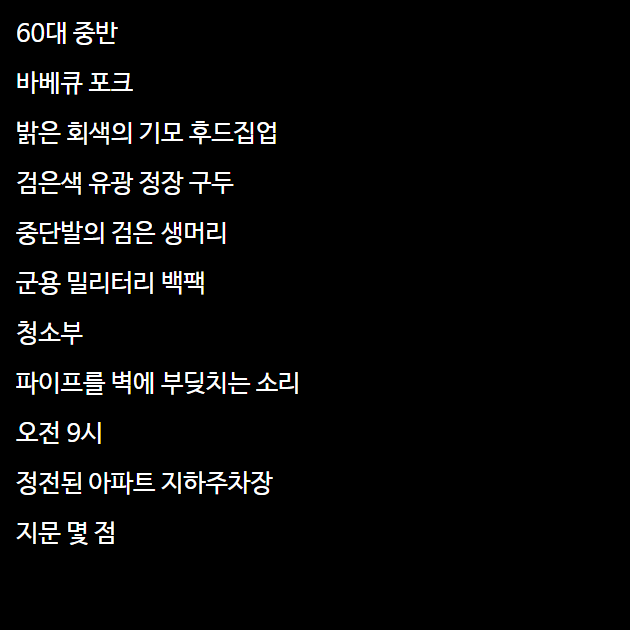 60대 중반
바베큐 포크
밝은 회색의 기모 후드집업
검은색 유광 정장 구두
중단발의 검은 생머리
군용 밀리터리 백팩
청소부
파이프를 벽에 부딪치는 소리
오전 9시
정전된 아파트 지하주차장
지문 몇 점